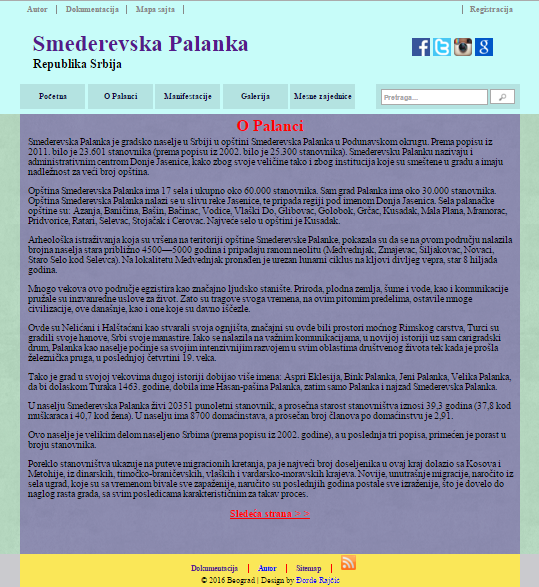 Autor | Dokumentacija | Mapa sajta |
| Registracija
Smederevska Palanka
Republika Srbija
Početna
O Palanci
Manifestacije
Galerija
Mesne zajednice
Pretraga...
O Palanci
Smederevska Palanka je gradsko naselje u Srbiji u opštini Smederevska Palanka u Podunavskom okrugu. Prema popisu iz
2011. bilo je 23.601 stanovnika (prema popisu iz 2002. bilo je 25.300 stanovnika). Smederevsku Palanku nazivaju i
administrativnim centrom Donje Jasenice, kako zbog svoje veličine tako i zbog institucija koje su smeštene u gradu a imaju
nadležnost za veći broj opština.
Opština Smederevska Palanka ima 17 sela i ukupno oko 60.000 stanovnika. Sam grad Palanka ima oko 30.000 stanovnika.
Opština Smederevska Palanka nalazi se u slivu reke Jasenice, te pripada regiji pod imenom Donja Jasenica. Sela palanačke
opštine su: Azanja, Baničina, Bašin, Bačinac, Vodice, Vlaški Do, Glibovac, Golobok, Grčac, Kusadak, Mala Plana, Mramorac,
Pridvorice, Ratari, Selevac, Stojačak i Cerovac. Najveće selo u opštini je Kusadak.
Arheološka istraživanja koja su vršena na teritoriji opštine Smederevske Palanke, pokazala su da se na ovom području nalazila
brojna naselja stara približno 4500—5000 godina i pripadaju ranom neolitu (Medvednjak, Zmajevac, Šiljakovac, Novaci,
Staro Selo kod Selevca). Na lokalitetu Medvednjak pronađen je urezan lunarni ciklus na kljovi divljeg vepra, star 8 hiljada
godina.
Mnogo vekova ovo područje egzistira kao značajno ljudsko stanište. Priroda, plodna zemlja, šume i vode, kao i komunikacije
pružale su inzvanredne uslove za život. Zato su tragove svoga vremena, na ovim pitomim predelima, ostavile mnoge
civilizacije, ove današnje, kao i one koje su davno iščezle.
Ovde su Nelićani i Halštaćani kao stvarali svoja ognjišta, značajni su ovde bili prostori moćnog Rimskog carstva, Turci su
gradili svoje hanove, Srbi svoje manastire. Iako se nalazila na važnim komunikacijama, u novijoj istoriji uz sam carigradski
drum, Palanka kao naselje počinje sa svojim intenzivnijim razvojem u svim oblastima društvenog života tek kada je prošla
železnička pruga, u poslednjoj četvrtini 19. veka.
Tako je grad u svojoj vekovima dugoj istoriji dobijao više imena: Aspri Eklesija, Bink Palanka, Jeni Palanka, Velika Palanka,
da bi dolaskom Turaka 1463. godine, dobila ime Hasan-pašina Palanka, zatim samo Palanka i najzad Smederevska Palanka.
U naselju Smederevska Palanka živi 20351 punoletni stanovnik, a prosečna starost stanovništva iznosi 39,3 godina (37,8 kod
muškaraca i 40,7 kod žena). U naselju ima 8700 domaćinstava, a prosečan broj članova po domaćinstvu je 2,91.
Ovo naselje je velikim delom naseljeno Srbima (prema popisu iz 2002. godine), a u poslednja tri popisa, primećen je porast u
broju stanovnika.
Poreklo stanovništva ukazuje na puteve migracionih kretanja, pa je najveći broj doseljenika u ovaj kraj dolazio sa Kosova i
Metohije, iz dinarskih, timočko-braničevskih, vlaških i vardarsko-moravskih krajeva. Novije, unutrašnje migracije, naročito iz
sela ugrad, koje su sa vremenom bivale sve zapaženije, naručito su poslednjih godina postale sve izraženije, što je dovelo do
naglog rasta grada, sa svim posledicama karakterističnim za takav proces.
Sledeća strana >>
Dokumentacija | Autor | Sitemap |
© 2016 Beograd | Design by Đorđe Rajčić